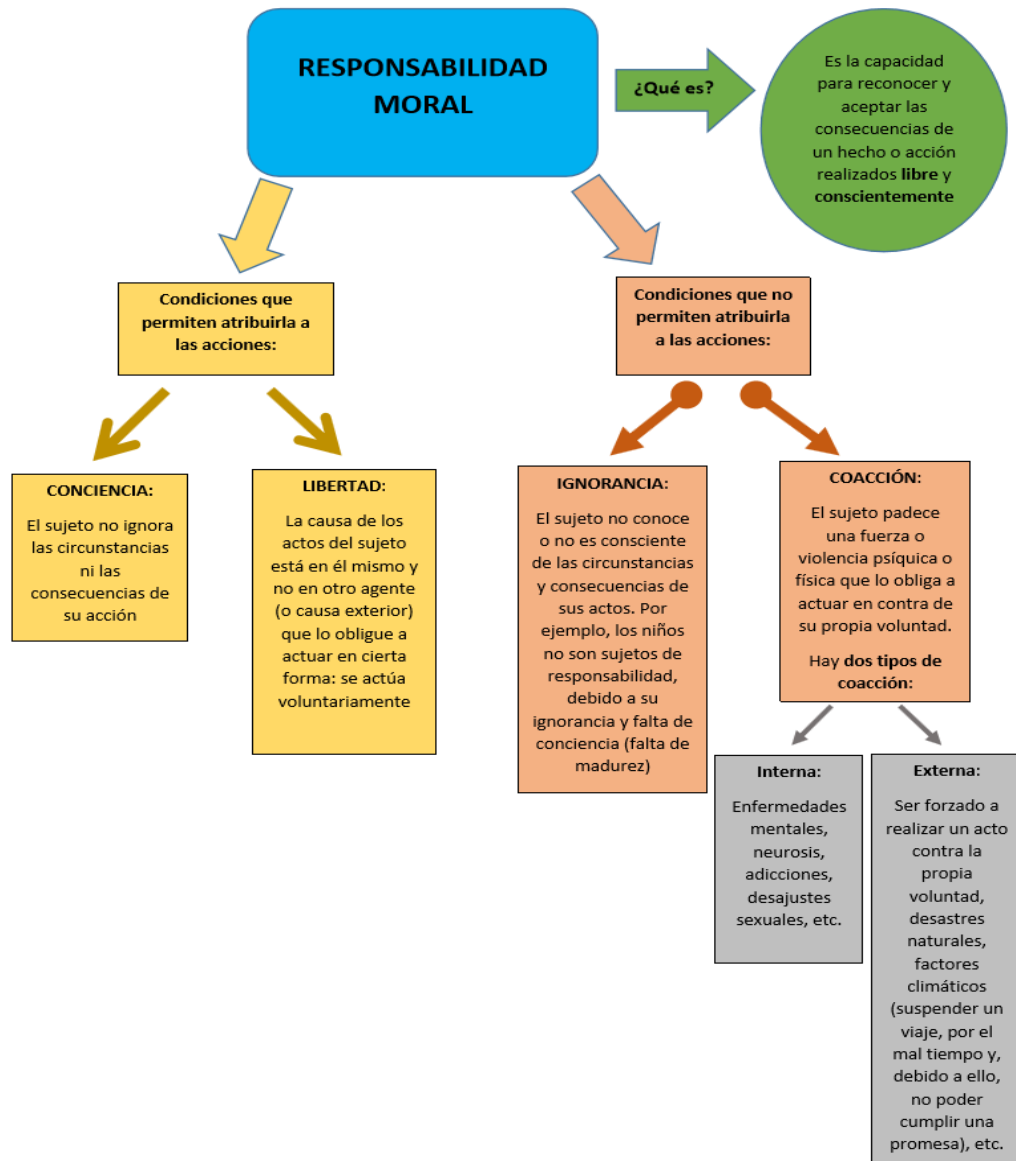 RESPONSABILIDAD
MORAL
¿Qué es?
Es la capacidad
para reconocer y
aceptar las
consecuencias de
un hecho o acción
realizados libre y
conscientemente
Condiciones que
permiten atribuirla a
las acciones:
CONCIENCIA:
El sujeto no ignora
las circunstancias
ni las
consecuencias de
su acción
LIBERTAD:
La causa de los
actos del sujeto
está en él mismo y
no en otro agente
(o causa exterior)
que lo obligue a
actuar en cierta
forma: se actúa
voluntariamente
Condiciones que no
permiten atribuirla
a las acciones:
IGNORANCIA:
El sujeto no conoce
o no es consciente
de las circunstancias
y consecuencias de
sus actos. Por
ejemplo, los niños
no son sujetos de
responsabilidad,
debido a su
ignorancia y falta de
conciencia (falta de
madurez)
COACCIÓN:
El sujeto padece
una fuerza o
violencia psíquica o
física que lo obliga a
actuar en contra de
su propia voluntad.
Hay dos tipos de
coacción:
Interna:
Enfermedades
mentales,
neurosis,
adicciones,
desajustes
sexuales, etc.
Externa:
Ser forzado a
realizar un acto
contra la
propia
voluntad,
desastres
naturales,
factores
climáticos
(suspender un
viaje, por el
mal tiempo y,
debido a ello,
no poder
cumplir una
promesa), etc.